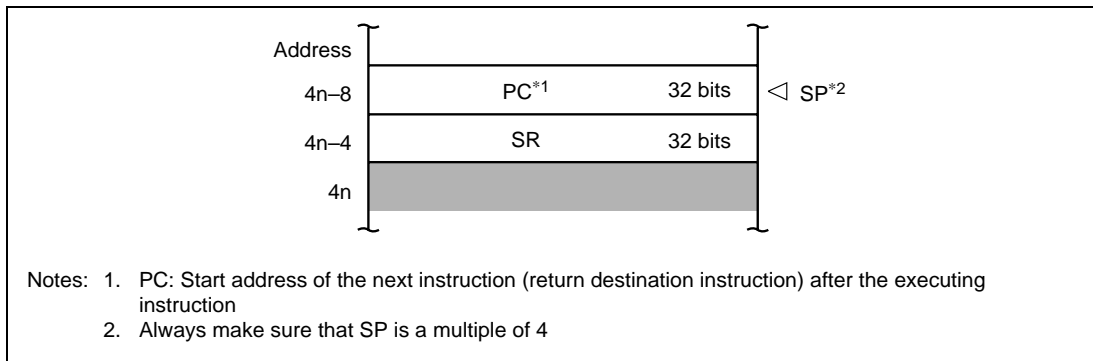 Address
4n–8 PC*1 32 bits ◁ SP*2
4n–4 SR 32 bits
4n
Notes: 1. PC: Start address of the next instruction (return destination instruction) after the executing
instruction
2. Always make sure that SP is a multiple of 4